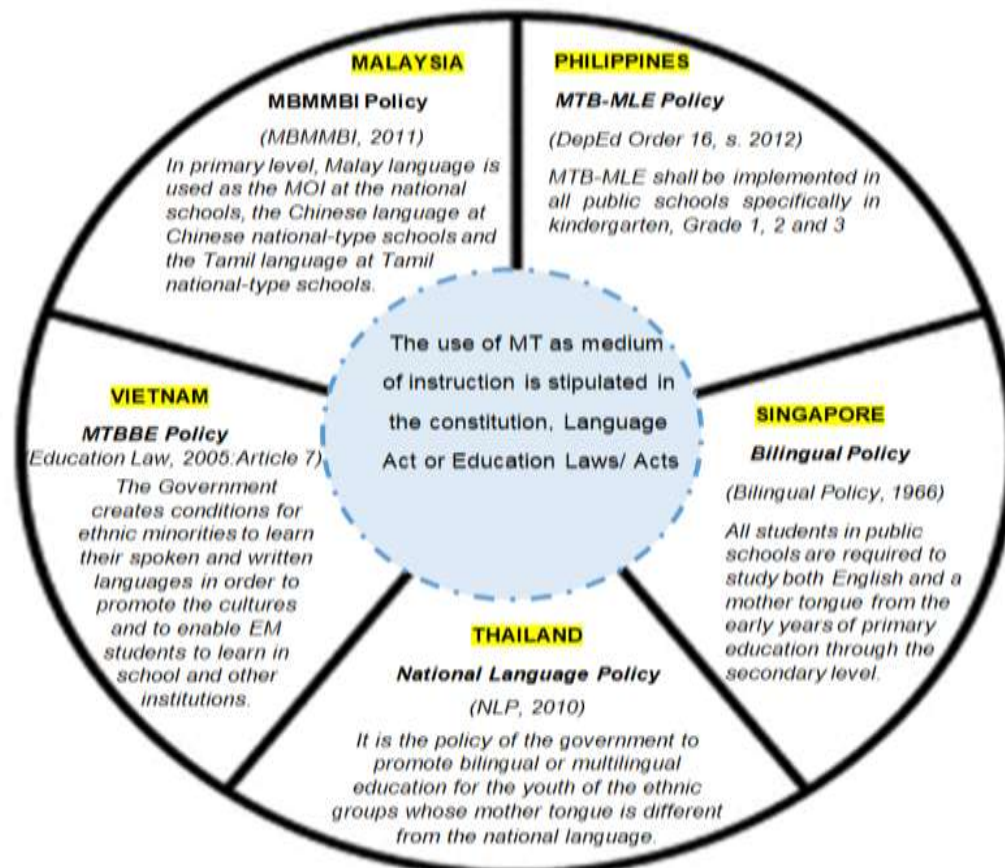 MALAYSIA
MBMMBI Policy
(MBMMBI, 2011)
In primary level, Malay language is
used as the MOI at the national
schools, the Chinese language at
Chinese national-type schools and
the Tamil language at Tamil
national-type schools.
PHILIPPINES
MTB-MLE Policy
(DepEd Order 16, s. 2012)
MTB-MLE shall be implemented in
all public schools specifically in
kindergarten, Grade 1, 2 and 3
The use of MT as medium
of instruction is stipulated in
the constitution, Language
Act or Education Laws/ Acts
VIETNAM
MTBBE Policy
(Education Law, 2005:Article 7)
The Government
creates conditions for
ethnic minorities to learn
their spoken and written
languages in order to
promote the cultures
and to enable EM
students to learn in
school and other
institutions.
SINGAPORE
Bilingual Policy
(Bilingual Policy, 1966)
All students in public
schools are required to
study both English and a
mother tongue from the
early years of primary
education through the
secondary level.
THAILAND
National Language Policy
(NLP, 2010)
It is the policy of the government to
promote bilingual or multilingual
education for the youth of the ethnic
groups whose mother tongue is different
from the national language.